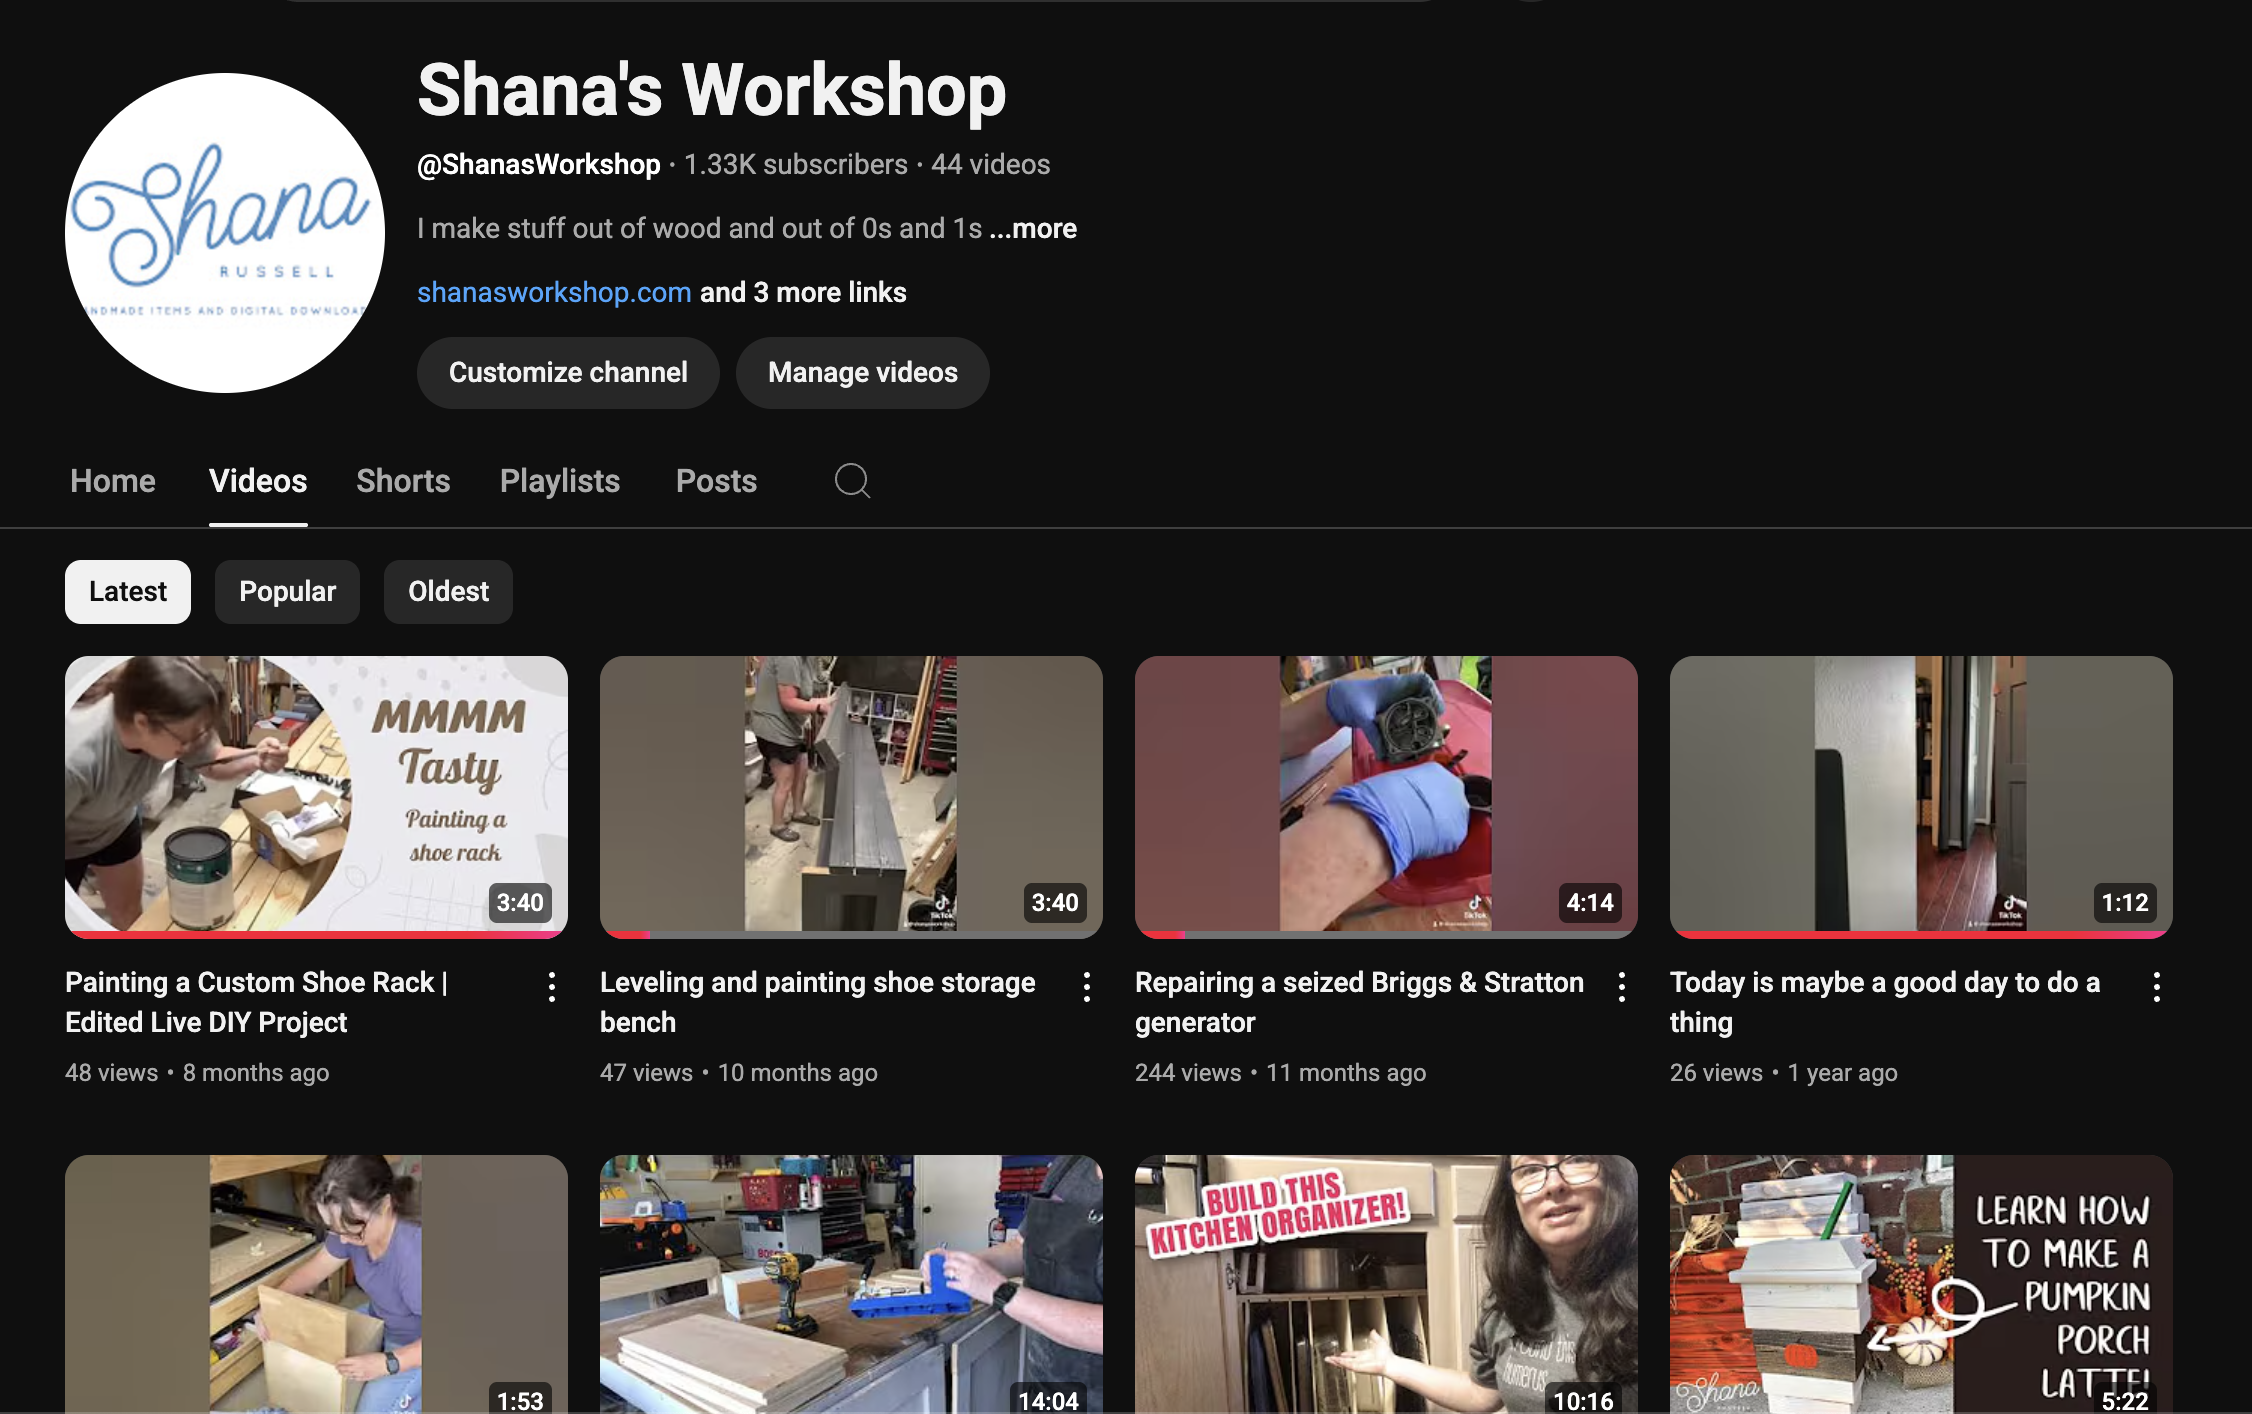 Shana's Workshop
Shana
RUSSELL
NDMADE ITEMS AND DIGITAL DOWNLOA
@ShanasWorkshop · 1.33K subscribers · 44 videos
I make stuff out of wood and out of 0s and 1s ...more
shanasworkshop.com and 3 more links
Customize channel
Manage videos
Home
Videos
Shorts
Playlists
Posts
Latest
Popular
Oldest
MMMM
Tasty
Painting a
shoe rack
3:40
TikTok
3:40
TikTok
4:14
TikTok
1:12
Painting a Custom Shoe Rack |
Edited Live DIY Project
48 views • 8 months ago
Leveling and painting shoe storage
bench
47 views • 10 months ago
Repairing a seized Briggs & Stratton
generator
244 views • 11 months ago
Today is maybe a good day to do a
thing
26 views • 1 year ago
1:53
14:04
BUILD THIS
KITCHEN ORGANIZER!
10:16
LEARN HOW
TO MAKE A
PUMPKIN
PORCH
LATTE!
Shana
5:22